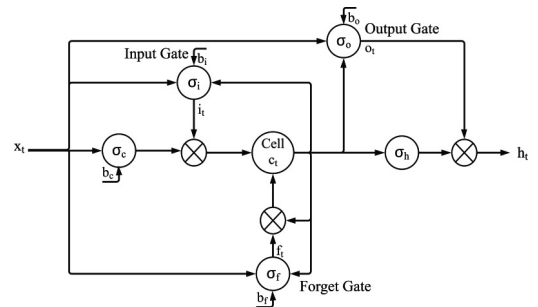 b_o
Output Gate
σ_o
o_t
Input Gate
b_i
σ_i
i_t
x_t
σ_c
b_c
Cell
c_t
σ_h
h_t
f_t
σ_f
Forget Gate
b_f